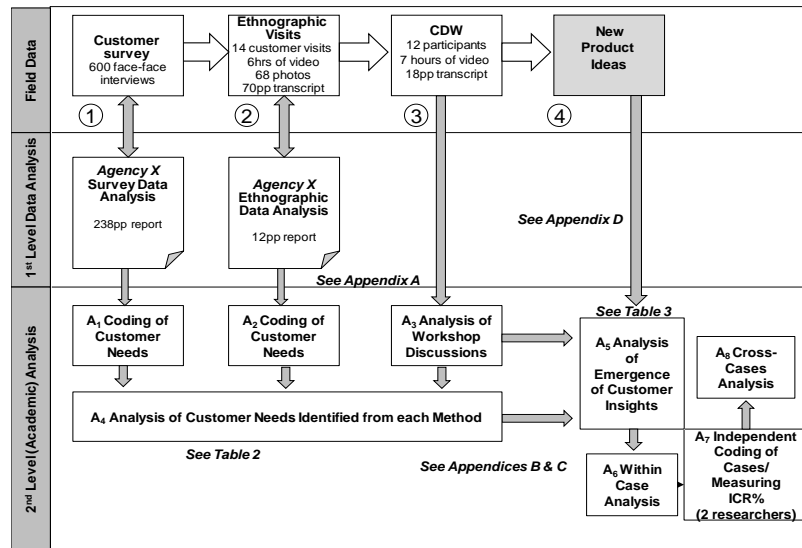 Field Data
Customer
survey
600 face-face
interviews
Ethnographic
Visits
14 customer visits
6hrs of video
68 photos
70pp transcript
CDW
12 participants
7 hours of video
18pp transcript
New
Product
Ideas
1
2
3
4
1st Level Data Analysis
Agency X
Survey Data
Analysis
238pp report
Agency X
Ethnographic
Data Analysis
12pp report
See Appendix D
See Appendix A
2nd Level (Academic) Analysis
A1 Coding of
Customer
Needs
A2 Coding of
Customer
Needs
A3 Analysis of
Workshop
Discussions
See Table 3
A5 Analysis
of
Emergence
of Customer
Insights
A8 Cross-
Cases
Analysis
A4 Analysis of Customer Needs Identified from each Method
See Table 2
See Appendices B & C
A6 Within
Case
Analysis
A7 Independent
Coding of
Cases/
Measuring
ICR%
(2 researchers)